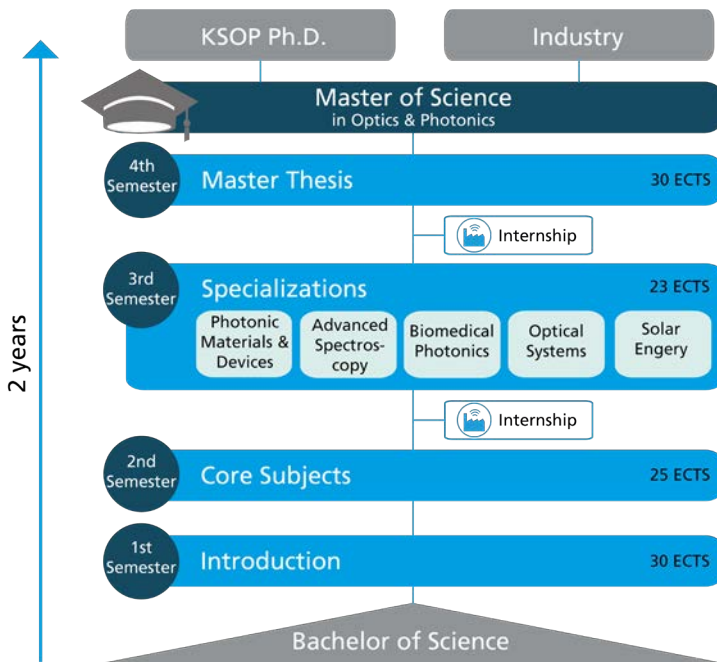 KSOP Ph.D.
Industry
Master of Science
in Optics & Photonics
4th
Semester
Master Thesis
30 ECTS
Internship
3rd
Semester
Specializations
23 ECTS
Photonic
Materials &
Devices
Advanced
Spectros-
copy
Biomedical
Photonics
Optical
Systems
Solar
Engery
Internship
2nd
Semester
Core Subjects
25 ECTS
1st
Semester
Introduction
30 ECTS
Bachelor of Science
2 years